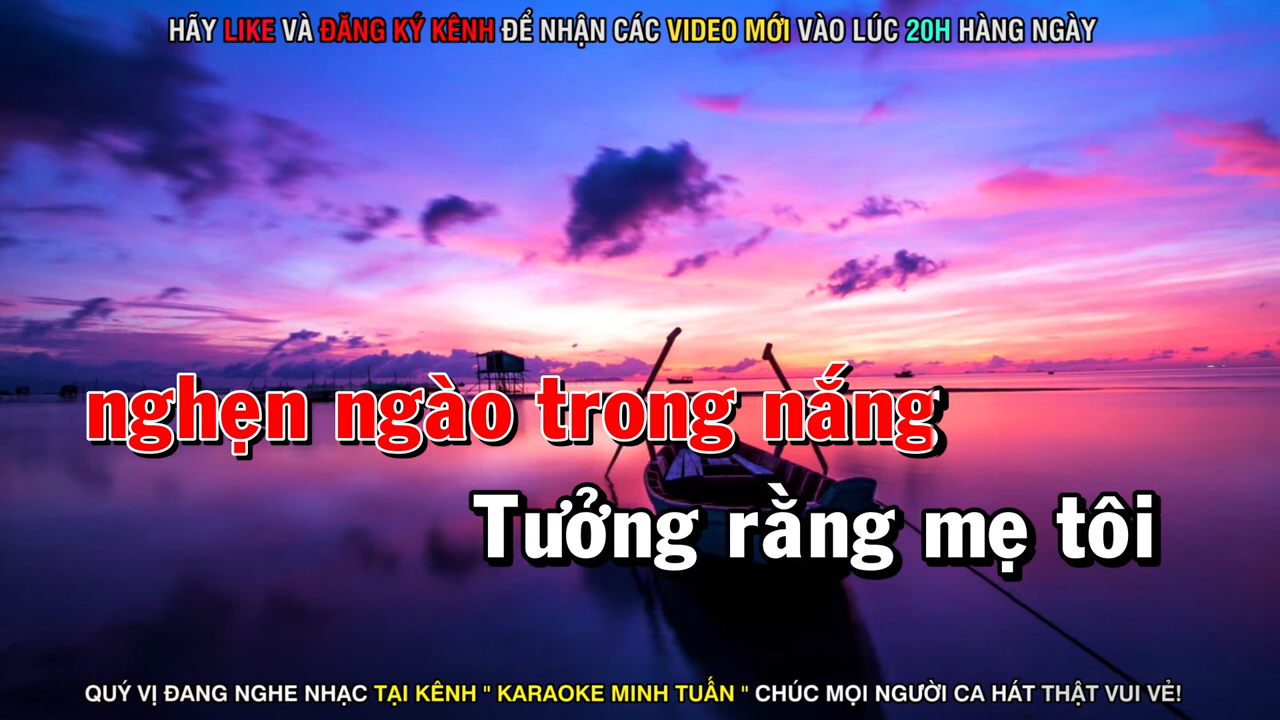 HÃY LIKE VÀ ĐĂNG KÝ KÊNH ĐỂ NHẬN CÁC VIDEO MỚI VÀO LÚC 20H HÀNG NGÀY
nghẹn ngào trong nắng
Tưởng rằng mẹ tôi
QUÝ VỊ ĐANG NGHE NHẠC TẠI KÊNH " KARAOKE MINH TUẤN " CHÚC MỌI NGƯỜI CA HÁT THẬT VUI VẺ!